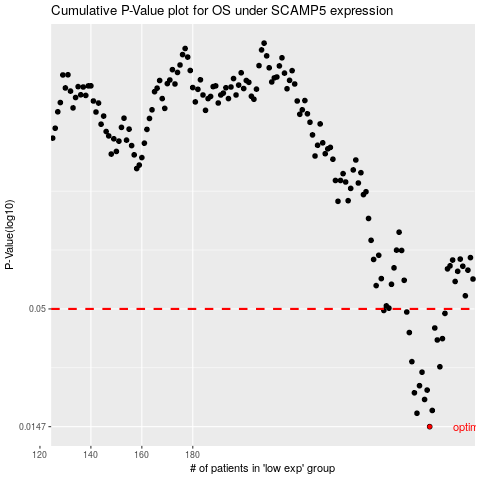 Cumulative P-Value plot for OS under SCAMP5 expression
P-Value(log10)
0.05
0.0147
optim
120 140 160 180
# of patients in 'low exp' group